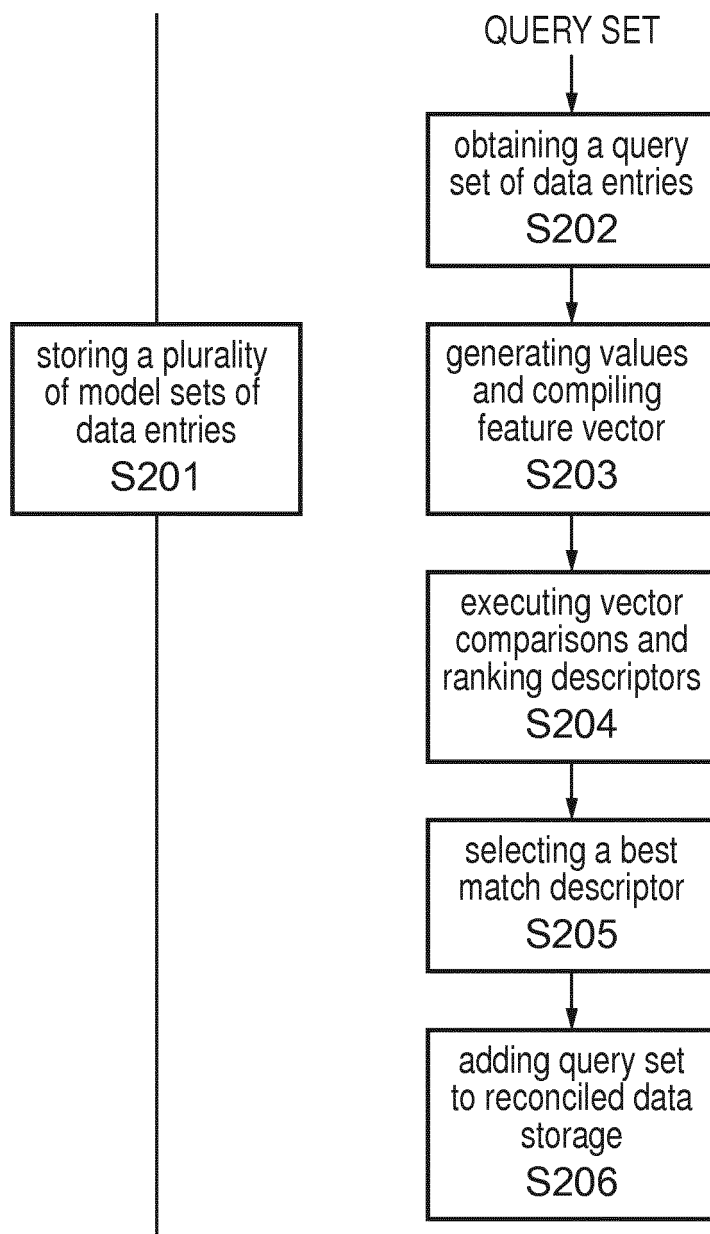 QUERY SET
obtaining a query
set of data entries
S202
storing a plurality
of model sets of
data entries
S201
generating values
and compiling
feature vector
S203
executing vector
comparisons and
ranking descriptors
S204
selecting a best
match descriptor
S205
adding query set
to reconciled data
storage
S206